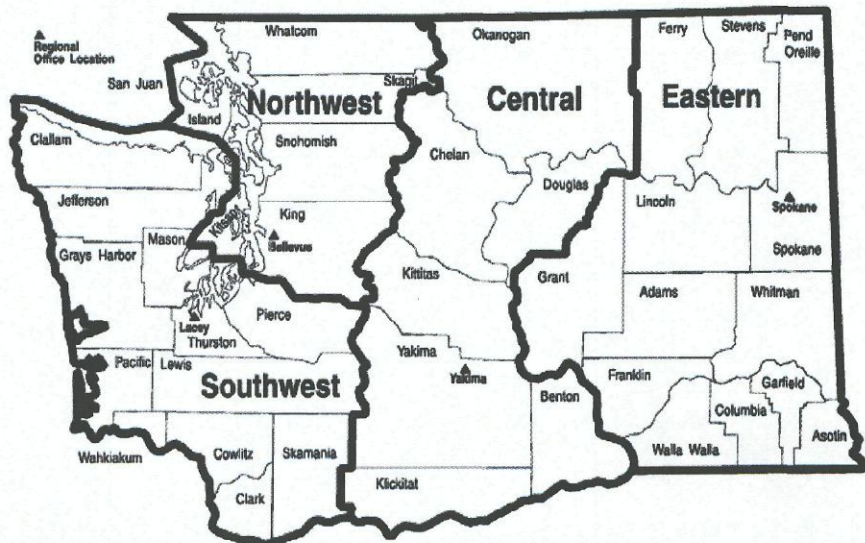 Regional
Office Location
San Juan
Whatcom
Skagit
Island
Northwest
Snohomish
King
Kitsap
Bellevue
Okanogan
Central
Chelan
Douglas
Kittitas
Yakima
Yakima
Benton
Klickitat
Ferry
Stevens
Pend
Oreille
Eastern
Lincoln
Spokane
Spokane
Grant
Adams
Whitman
Franklin
Garfield
Columbia
Asotin
Walla Walla
Clallam
Jefferson
Grays Harbor
Mason
Lacey
Thurston
Pierce
Pacific
Lewis
Southwest
Wahkiakum
Cowlitz
Skamania
Clark